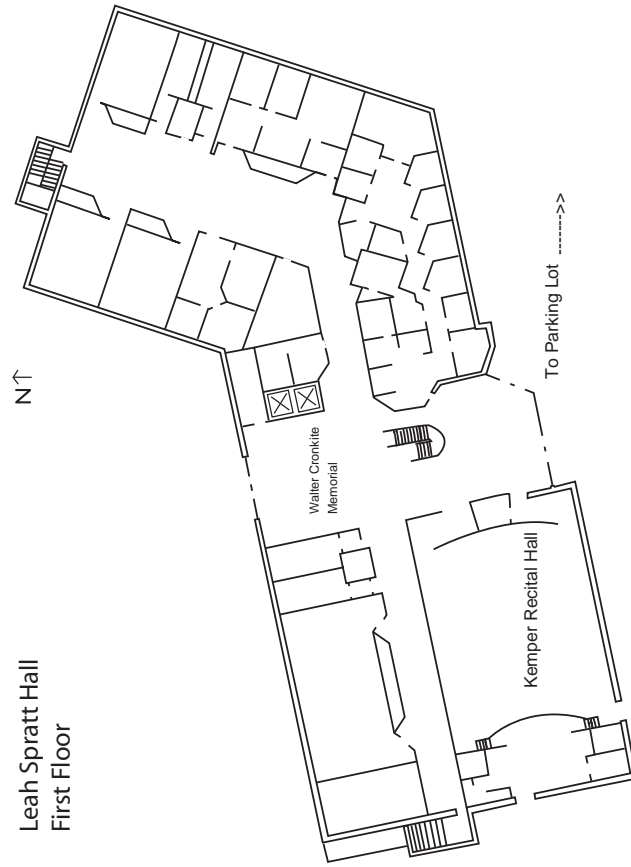 Leah Spratt Hall
First Floor
N↑
Walter Cronkite
Memorial
Kemper Recital Hall
To Parking Lot ------->>